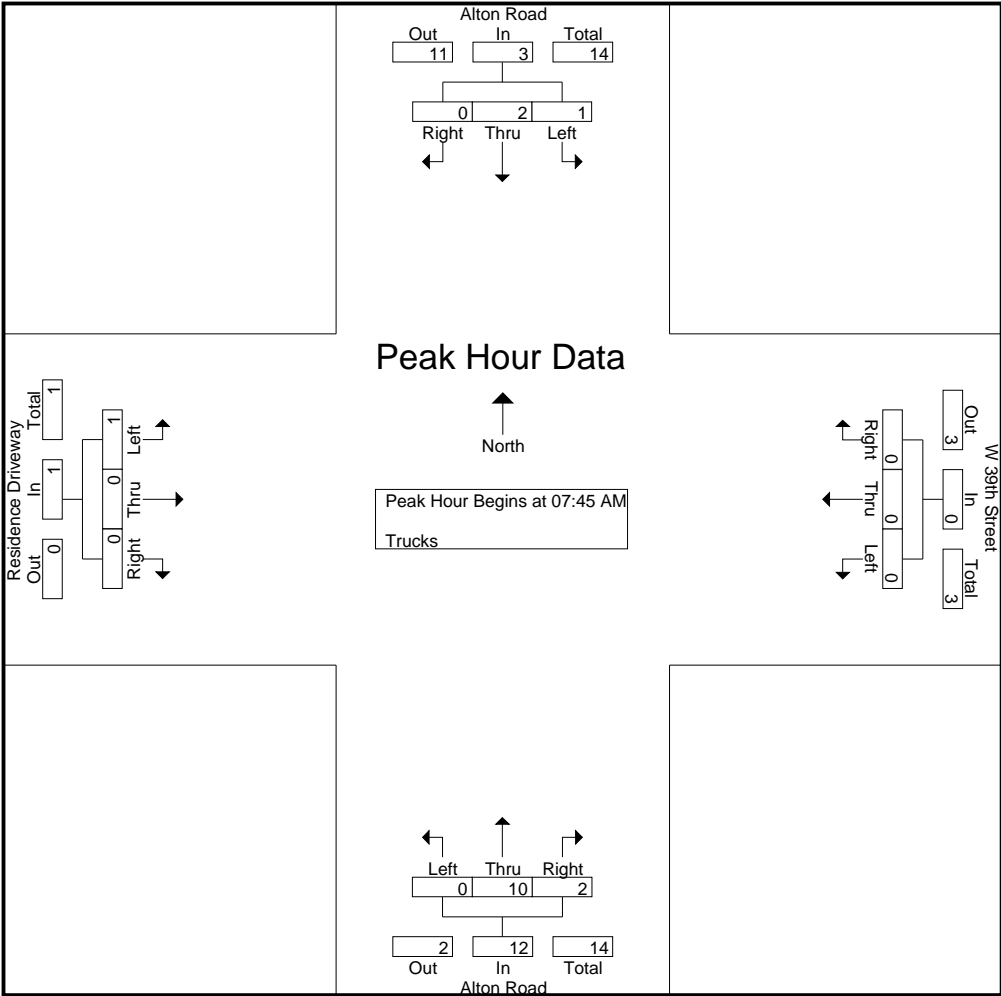 Alton Road
Out In Total
11 3 14
0 2 1
Right Thru Left
Peak Hour Data
North
Peak Hour Begins at 07:45 AM
Trucks
Residence Driveway
Out In Total
0 1 1
0 0 1
Right Thru Left
W 39th Street
Out In Total
3 0 3
0 0 0
Right Thru Left
Left Thru Right
0 10 2
2 12 14
Out In Total
Alton Road